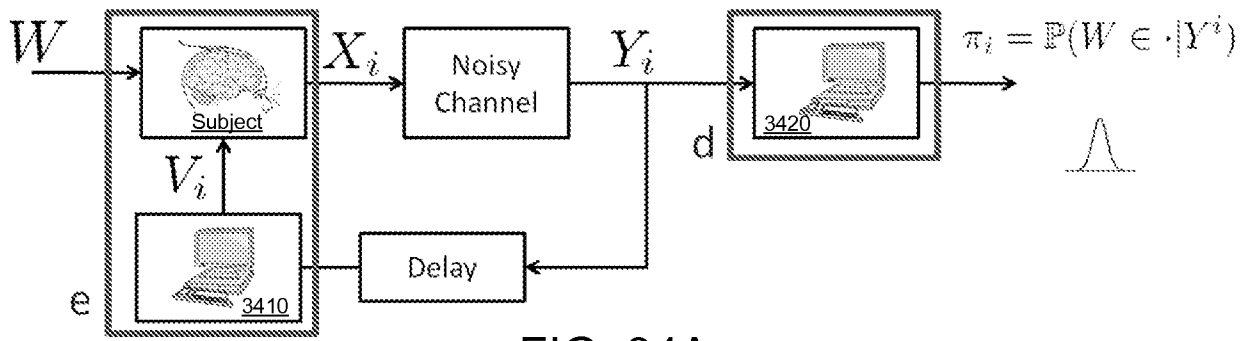 W
Subject
X_i
Noisy
Channel
Y_i
3420
d
π_i = ℙ(W ∈ ·|Y^i)
V_i
3410
e
Delay